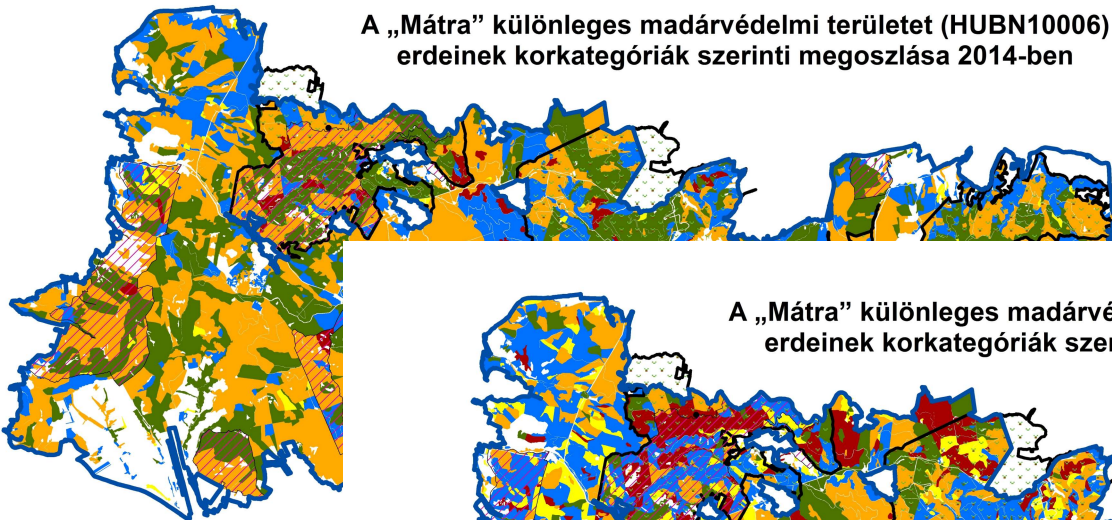 A „Mátra” különleges madárvédelmi területet (HUBN10006)
erdeinek korkategóriák szerinti megoszlása 2014-ben
A „Mátra” különleges madárvé
erdeinek korkategóriák szer